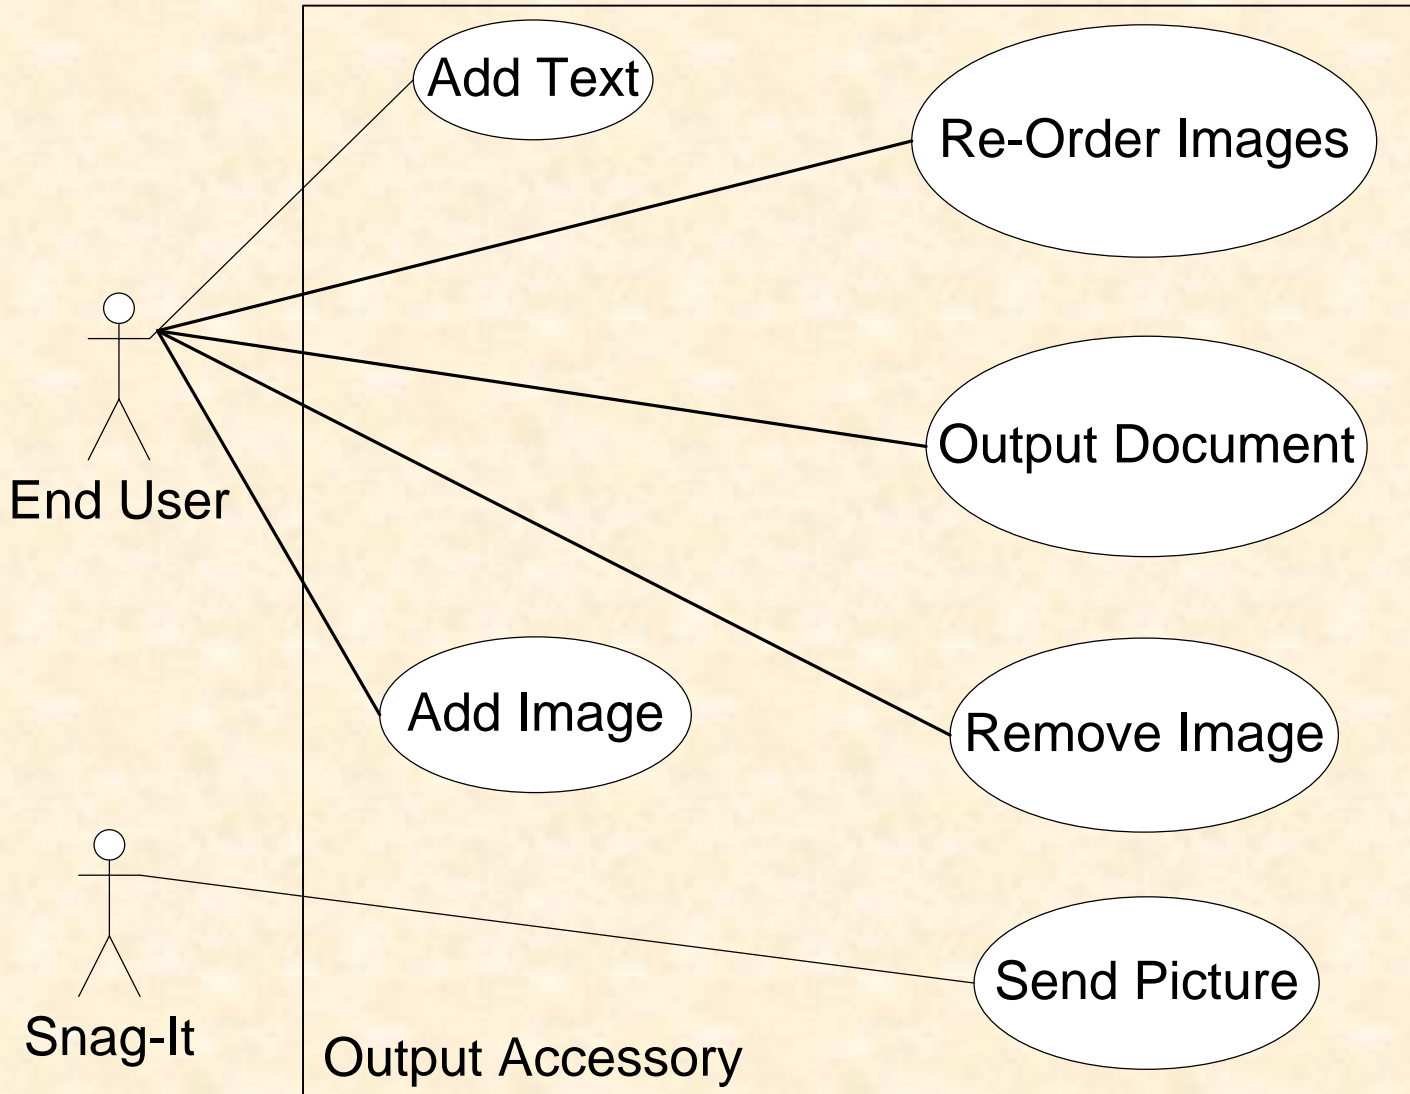 Add Text
Re-Order Images
Output Document
End User
Add Image
Remove Image
Send Picture
Snag-It
Output Accessory